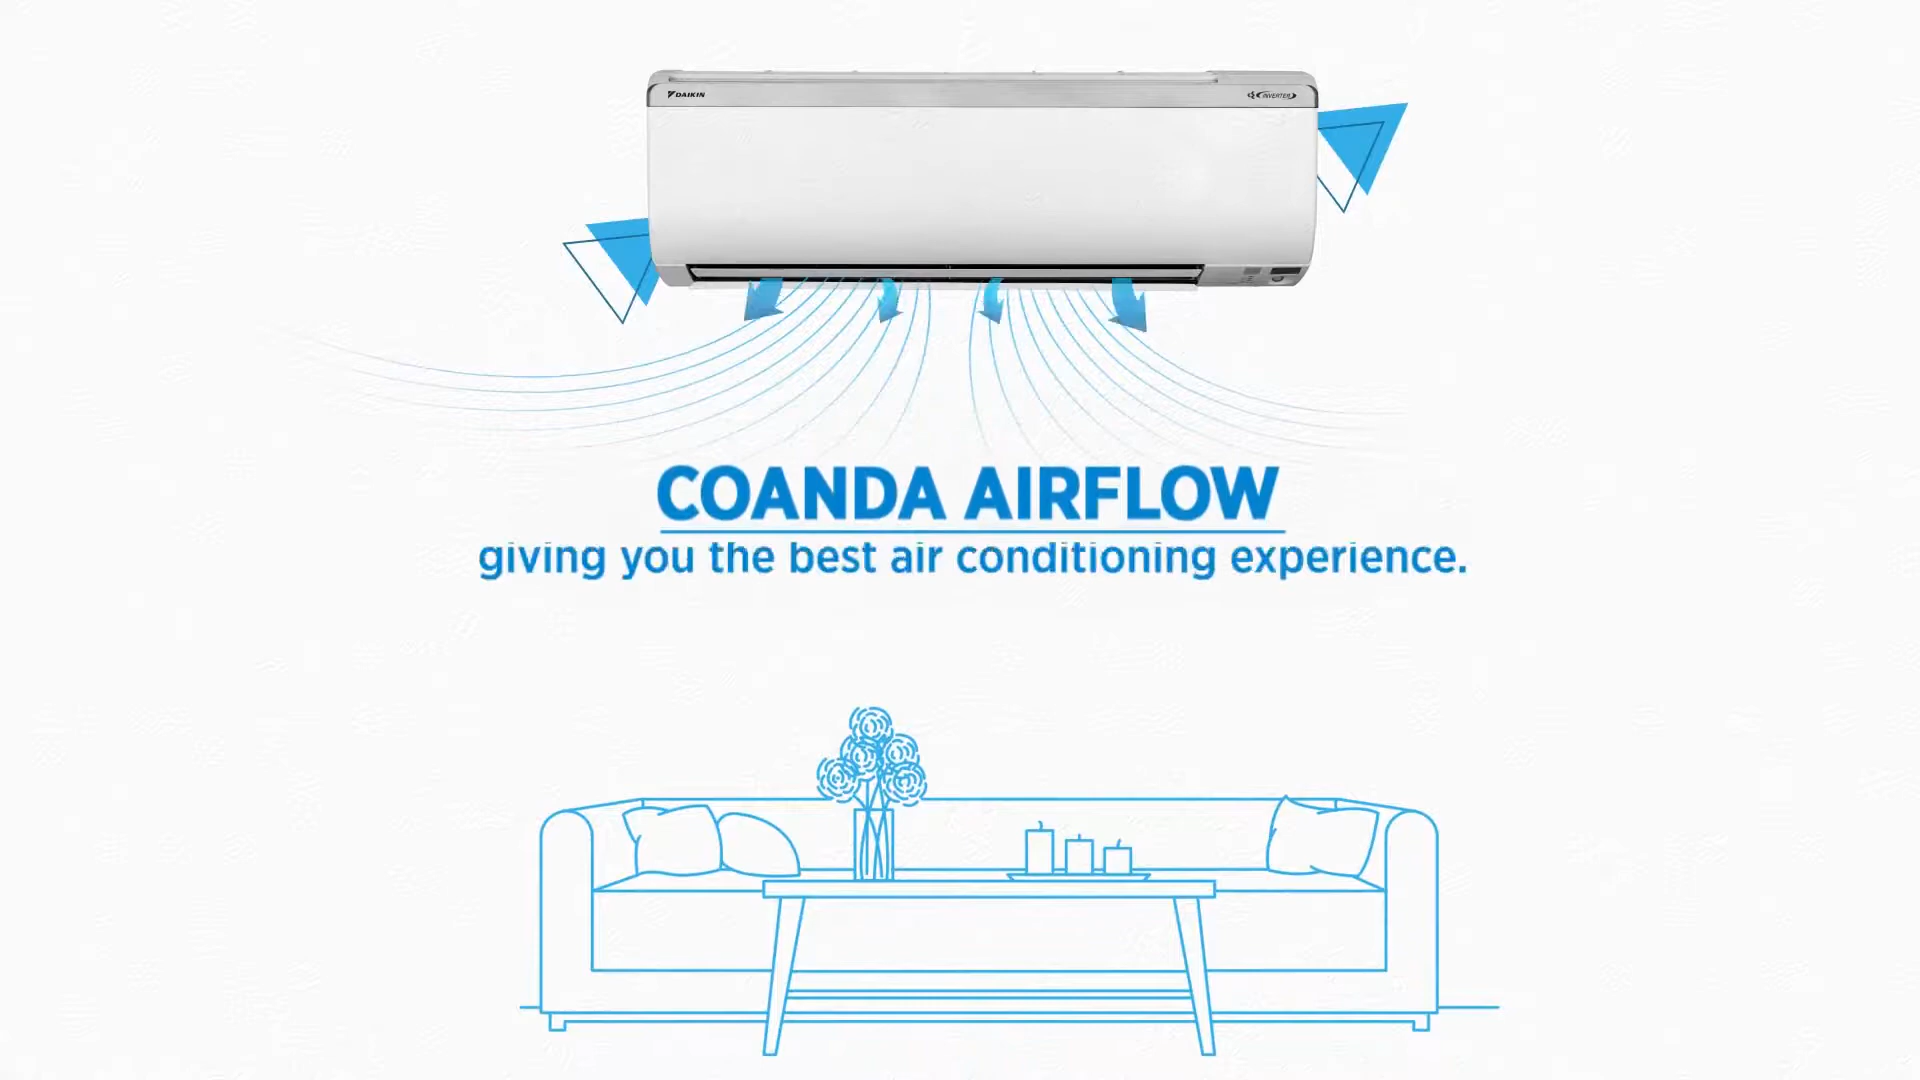 DAIKIN
INVERTER
COANDA AIRFLOW
giving you the best air conditioning experience.